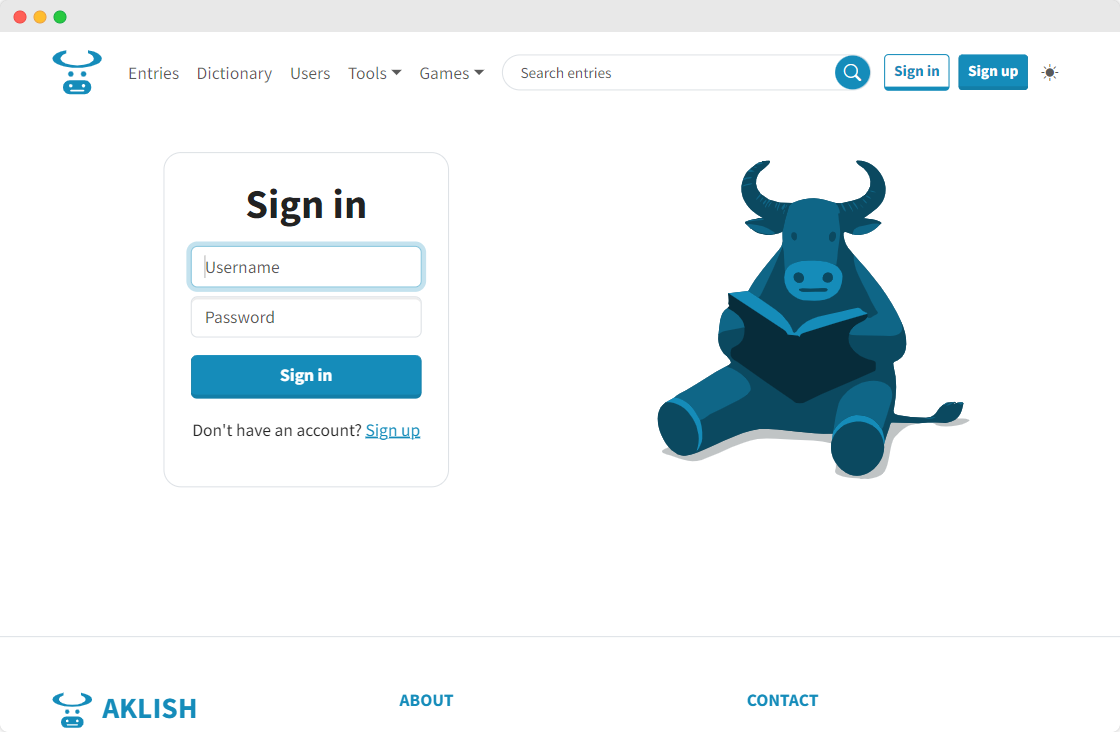 Entries Dictionary Users Tools Games Search entries Sign in Sign up
Sign in
Username
Password
Sign in
Don't have an account? Sign up
AKLISH ABOUT CONTACT